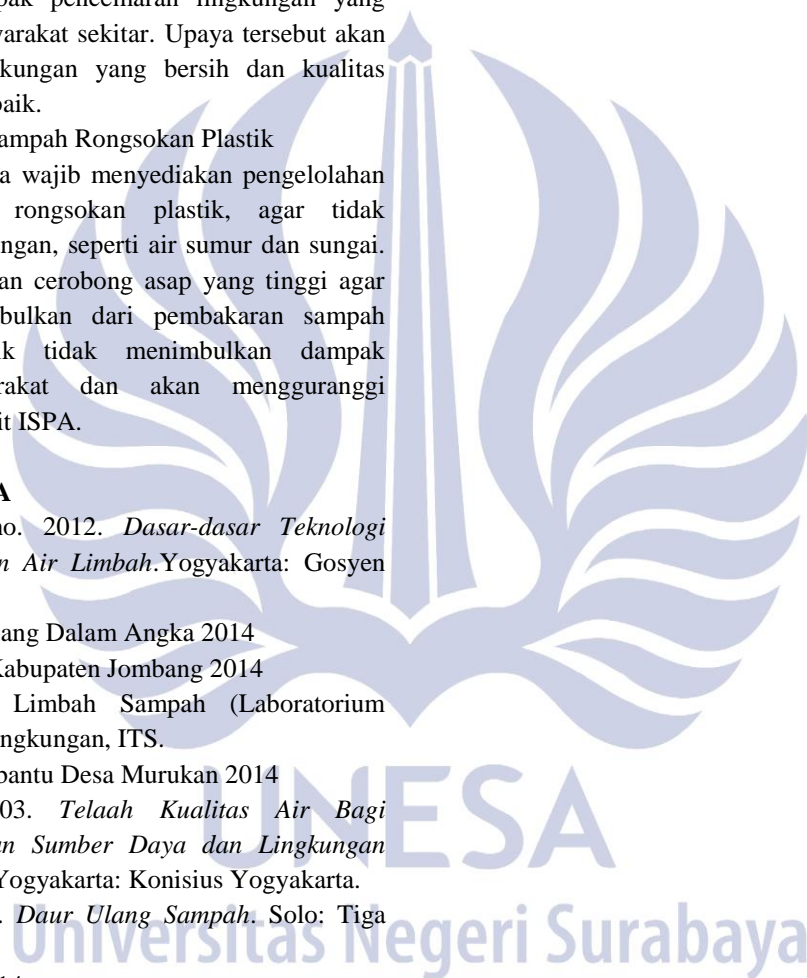 pencemaran lingkungan yang
yarakat sekitar. Upaya tersebut akan
kungan yang bersih dan kualitas
baik.
ampah Rongsokan Plastik
a wajib menyediakan pengelolahan
rongsokan plastik, agar tidak
ngan, seperti air sumur dan sungai.
an cerobong asap yang tinggi agar
bulkan dari pembakaran sampah
ik tidak menimbulkan dampak
rakat dan akan mengguranggi
it ISPA.
A
no. 2012. Dasar-dasar Teknologi
n Air Limbah.Yogyakarta: Gosyen
ang Dalam Angka 2014
Kabupaten Jombang 2014
Limbah Sampah (Laboratorium
ingkungan, ITS.
bantu Desa Murukan 2014
03. Telaah Kualitas Air Bagi
an Sumber Daya dan Lingkungan
Yogyakarta: Konisius Yogyakarta.
. Daur Ulang Sampah. Solo: Tiga
UNESA
Universitas Negeri Surabaya